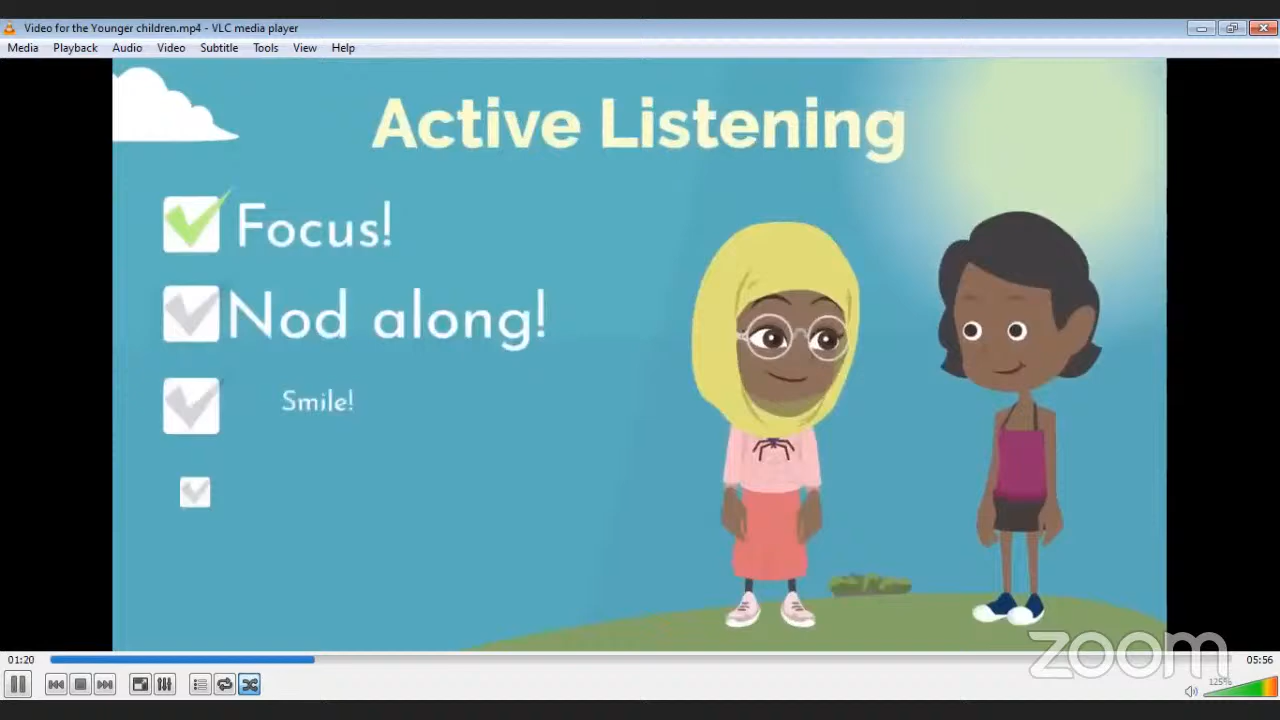 Video for the Younger children.mp4 - VLC media player
Media Playback Audio Video Subtitle Tools View Help
Active Listening
Focus!
Nod along!
Smile!
01:20
05:56
125%
zoom